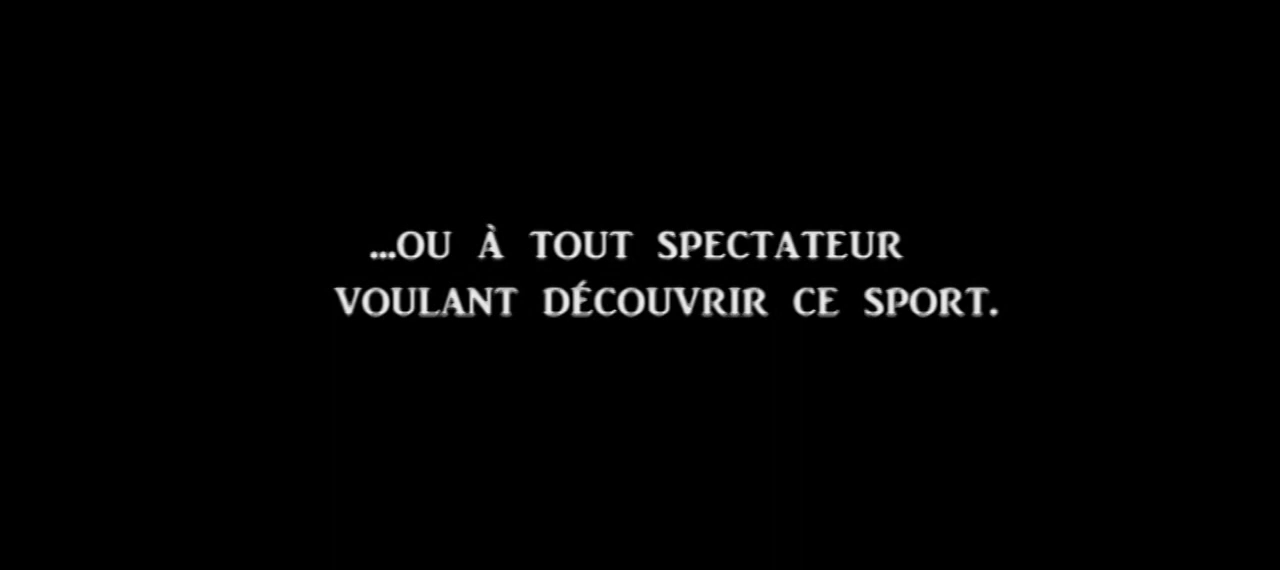 ...OU À TOUT SPECTATEUR
VOULANT DÉCOUVRIR CE SPORT.